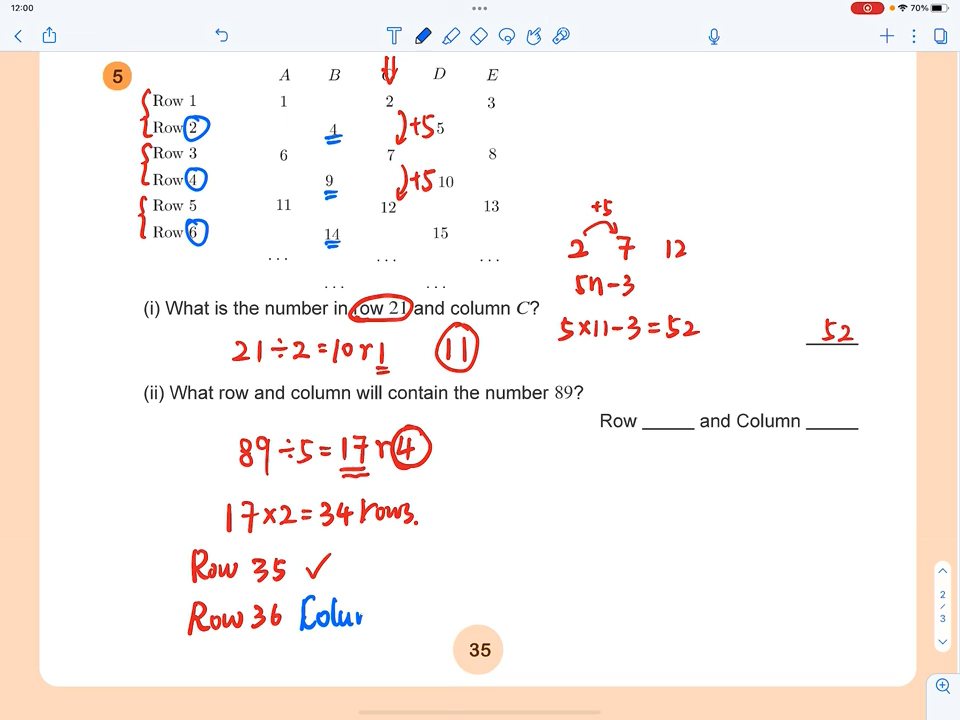 12:00
70%
T
5 A B C D E
Row 1 1 2 3
Row 2 4 5
+5
Row 3 6 7 8
Row 4 9 10
+5
Row 5 11 12 13
Row 6 14 15
... ... ...
... ...
+5
2 7 12
5n-3
(i) What is the number in row 21 and column C?
5×11-3=52
52
21÷2=10 r 1 11
(ii) What row and column will contain the number 89?
Row _____ and Column _____
89÷5=17 r 4
17×2=34 rows.
Row 35 ✓
Row 36 Colum
35
2
/
3